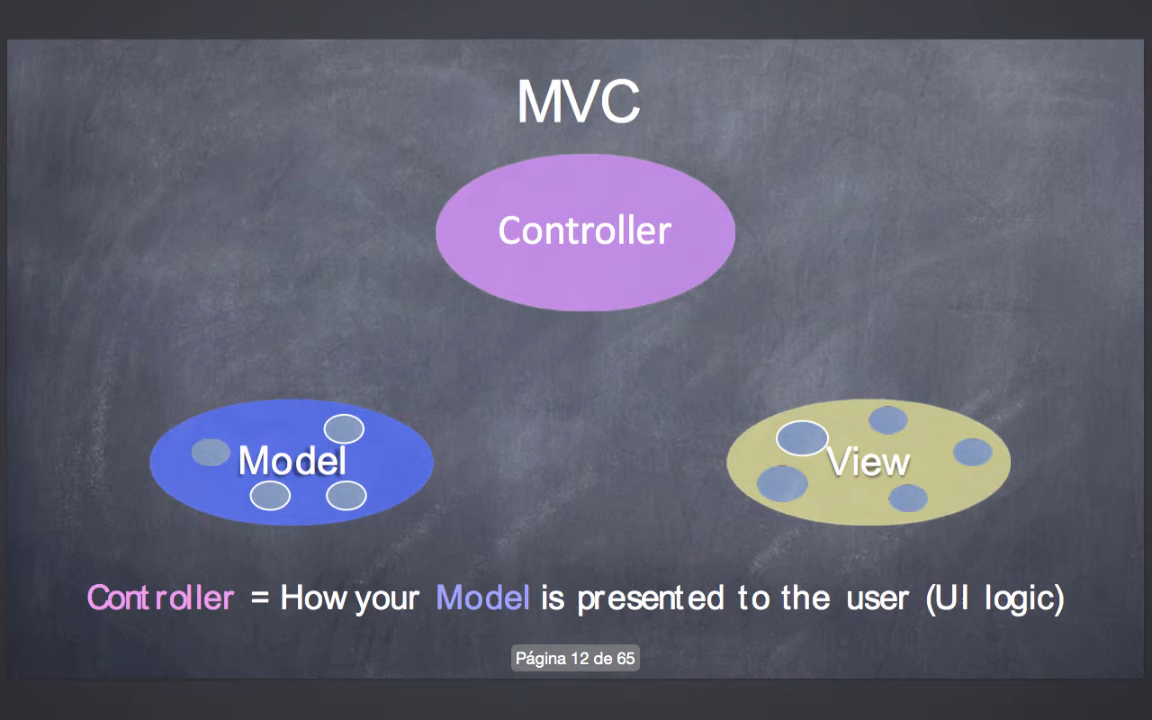 MVC
Controller
Model
View
Controller = How your Model is presented to the user (UI logic)
Página 12 de 65